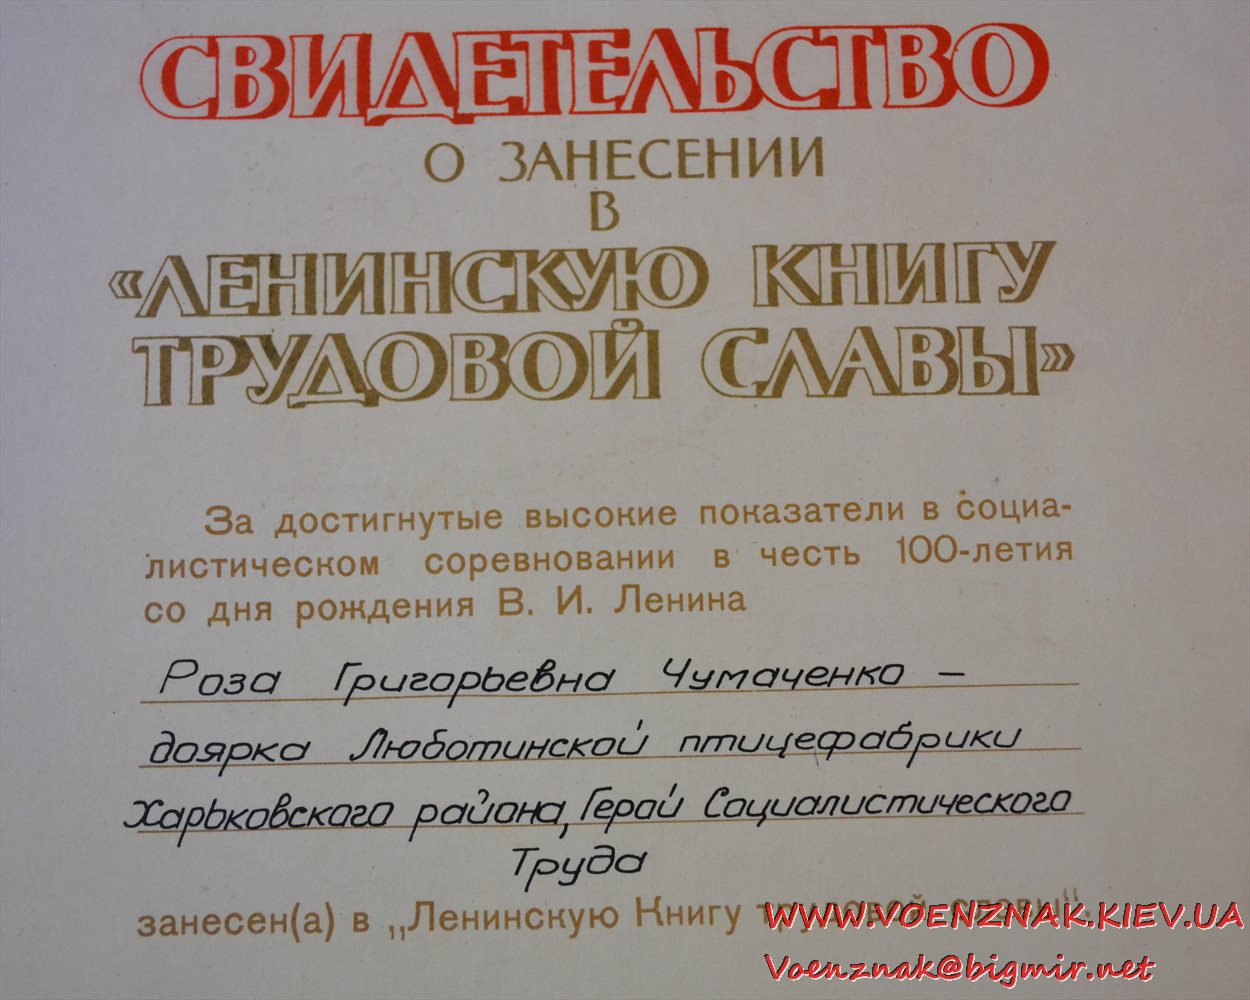 СВИДЕТЕЛЬСТВО
О ЗАНЕСЕНИИ
В
«ЛЕНИНСКУЮ КНИГУ
ТРУДОВОЙ СЛАВЫ»
За достигнутые высокие показатели в социа-
листическом соревновании в честь 100-летия
со дня рождения В. И. Ленина
Роза Григорьевна Чумаченко –
доярка Люботинской птицефабрики
Харьковского района, Герой Социалистического
Труда
занесен(а) в „Ленинскую Книгу трудовой славы".
WWW.VOENZNAK.KIEV.UA
Voenznak@bigmir.net